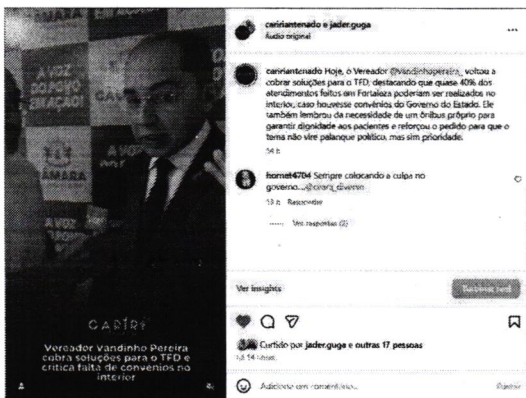 CÂMARA
A VOZ
DO POVO
EM AÇÃO!
A VOZ
CÂMARA
CARIRI
Vereador Vandinho Pereira
cobra soluções para o TFD e
critica falta de convênios no
interior
caririantenado e jader.guga
Áudio original
caririantenado Hoje, o Vereador @vandinhopereira_ voltou a
cobrar soluções para o TFD, destacando que quase 40% dos
atendimentos feitos em Fortaleza poderiam ser realizados no
interior, caso houvesse convênios do Governo do Estado. Ele
também lembrou da necessidade de um ônibus próprio para
garantir dignidade aos pacientes e reforçou o pedido para que o
tema não vire palanque político, mas sim prioridade.
homet4704 Sempre colocando a culpa no
governo...
Responder
Ver respostas (2)
Ver insights
Curtido por jader.guga e outras 17 pessoas
Adicione um comentário...